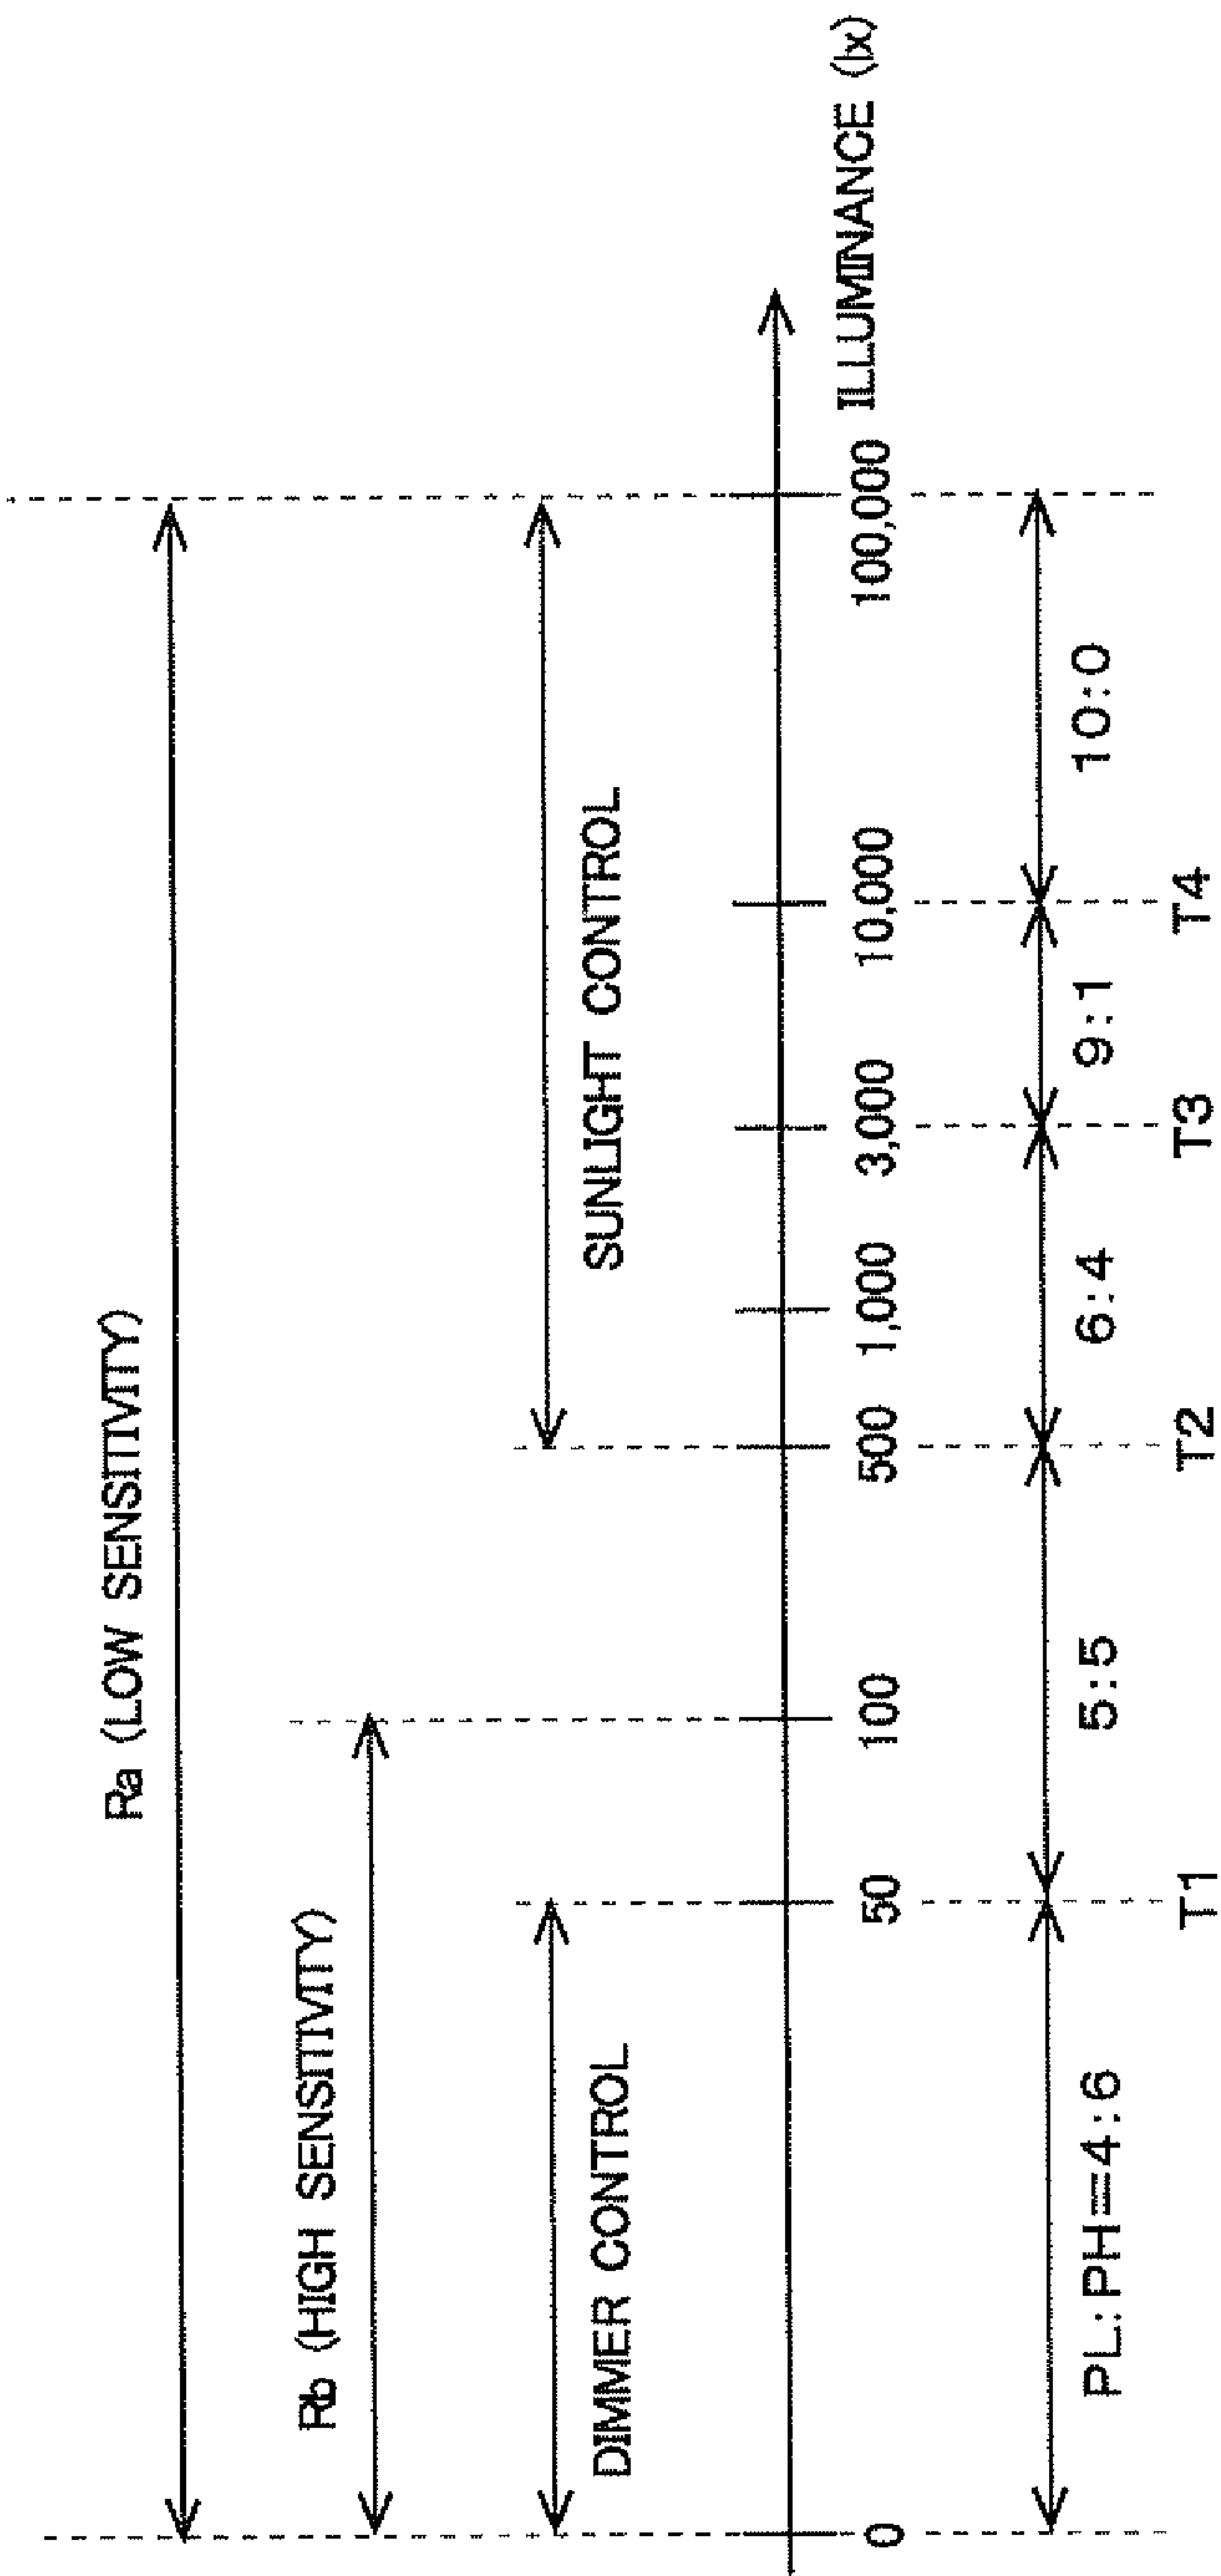 Ra (LOW SENSITIVITY)
Rb (HIGH SENSITIVITY)
DIMMER CONTROL
SUNLIGHT CONTROL
0 50 100 500 1,000 3,000 10,000 100,000 ILLUMINANCE (lx)
PL:PH=4:6 5:5 6:4 9:1 10:0
T1 T2 T3 T4